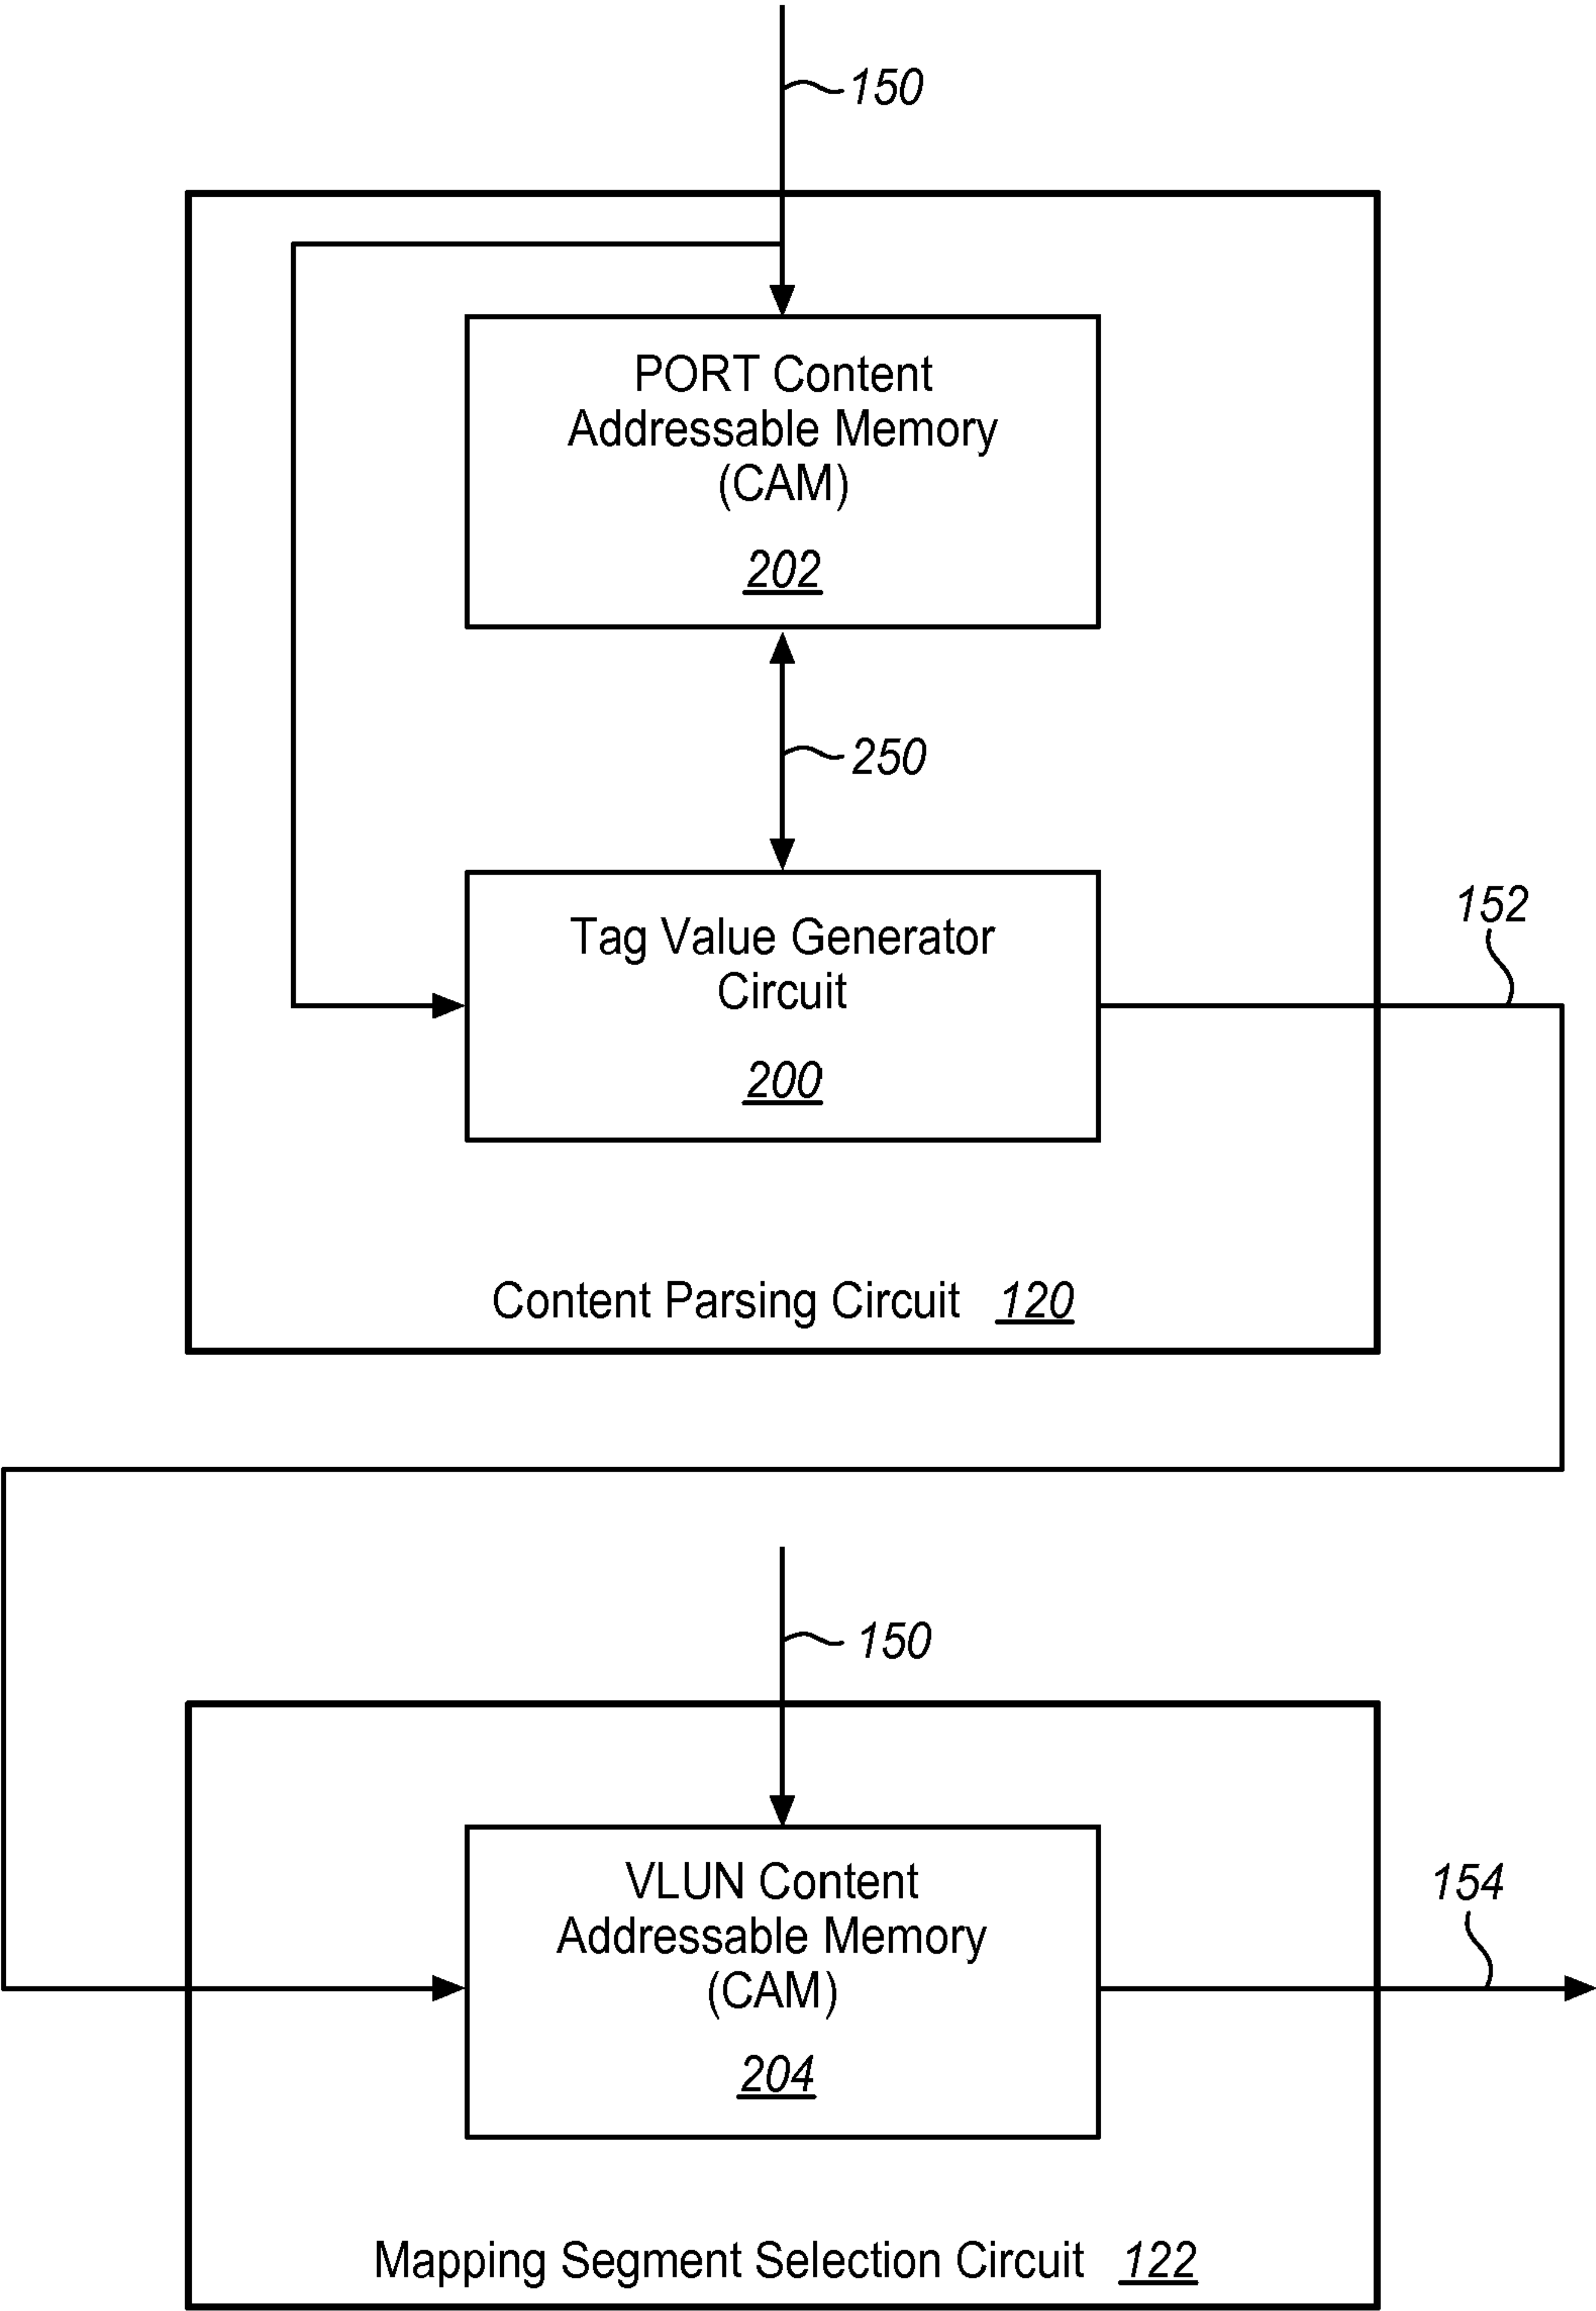 150
PORT Content
Addressable Memory
(CAM)
202
250
Tag Value Generator
Circuit
200
152
Content Parsing Circuit 120
150
VLUN Content
Addressable Memory
(CAM)
204
154
Mapping Segment Selection Circuit 122